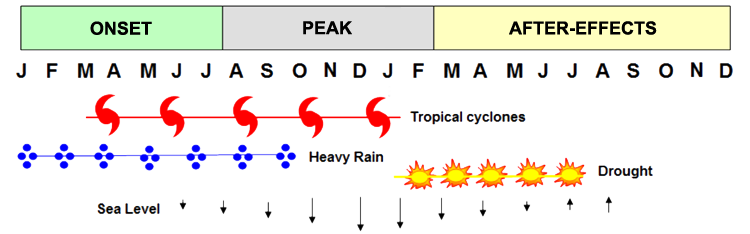 ONSET PEAK AFTER-EFFECTS
J F M A M J J A S O N D J F M A M J J A S O N D
Tropical cyclones
Heavy Rain
Drought
Sea Level